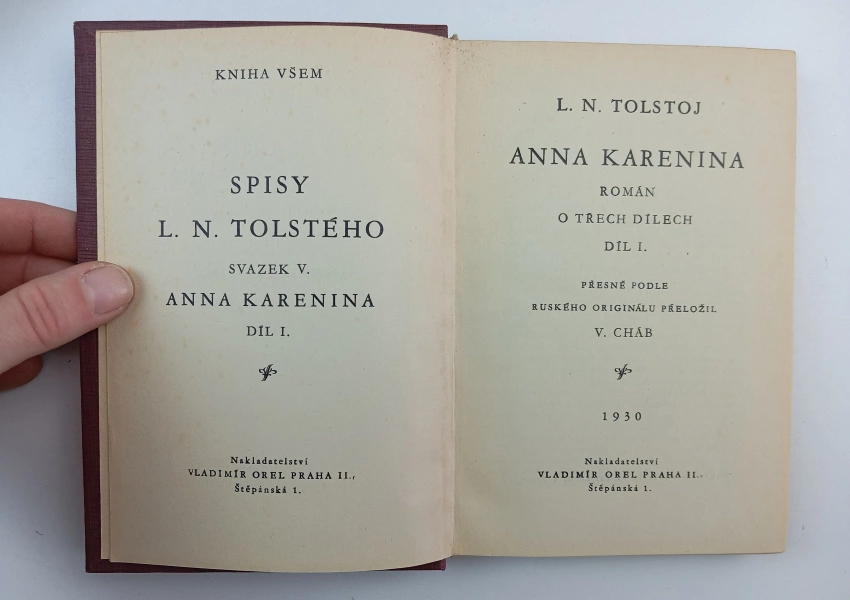 KNIHA VŠEM
SPISY
L. N. TOLSTÉHO
SVAZEK V.
ANNA KARENINA
DÍL I.
Nakladatelství
VLADIMÍR OREL PRAHA II.,
Štěpánská 1.
L. N. TOLSTOJ
ANNA KARENINA
ROMÁN
O TŘECH DÍLECH
DÍL I.
PŘESNĚ PODLE
RUSKÉHO ORIGINÁLU PŘELOŽIL
V. CHÁB
1930
Nakladatelství
VLADIMÍR OREL PRAHA II.,
Štěpánská 1.